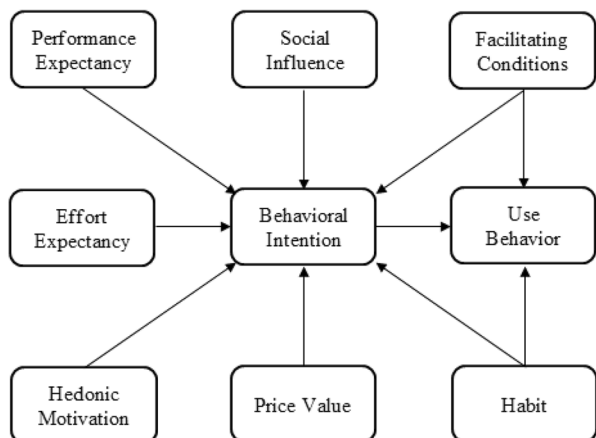 Performance
Expectancy
Social
Influence
Facilitating
Conditions
Effort
Expectancy
Behavioral
Intention
Use
Behavior
Hedonic
Motivation
Price Value
Habit